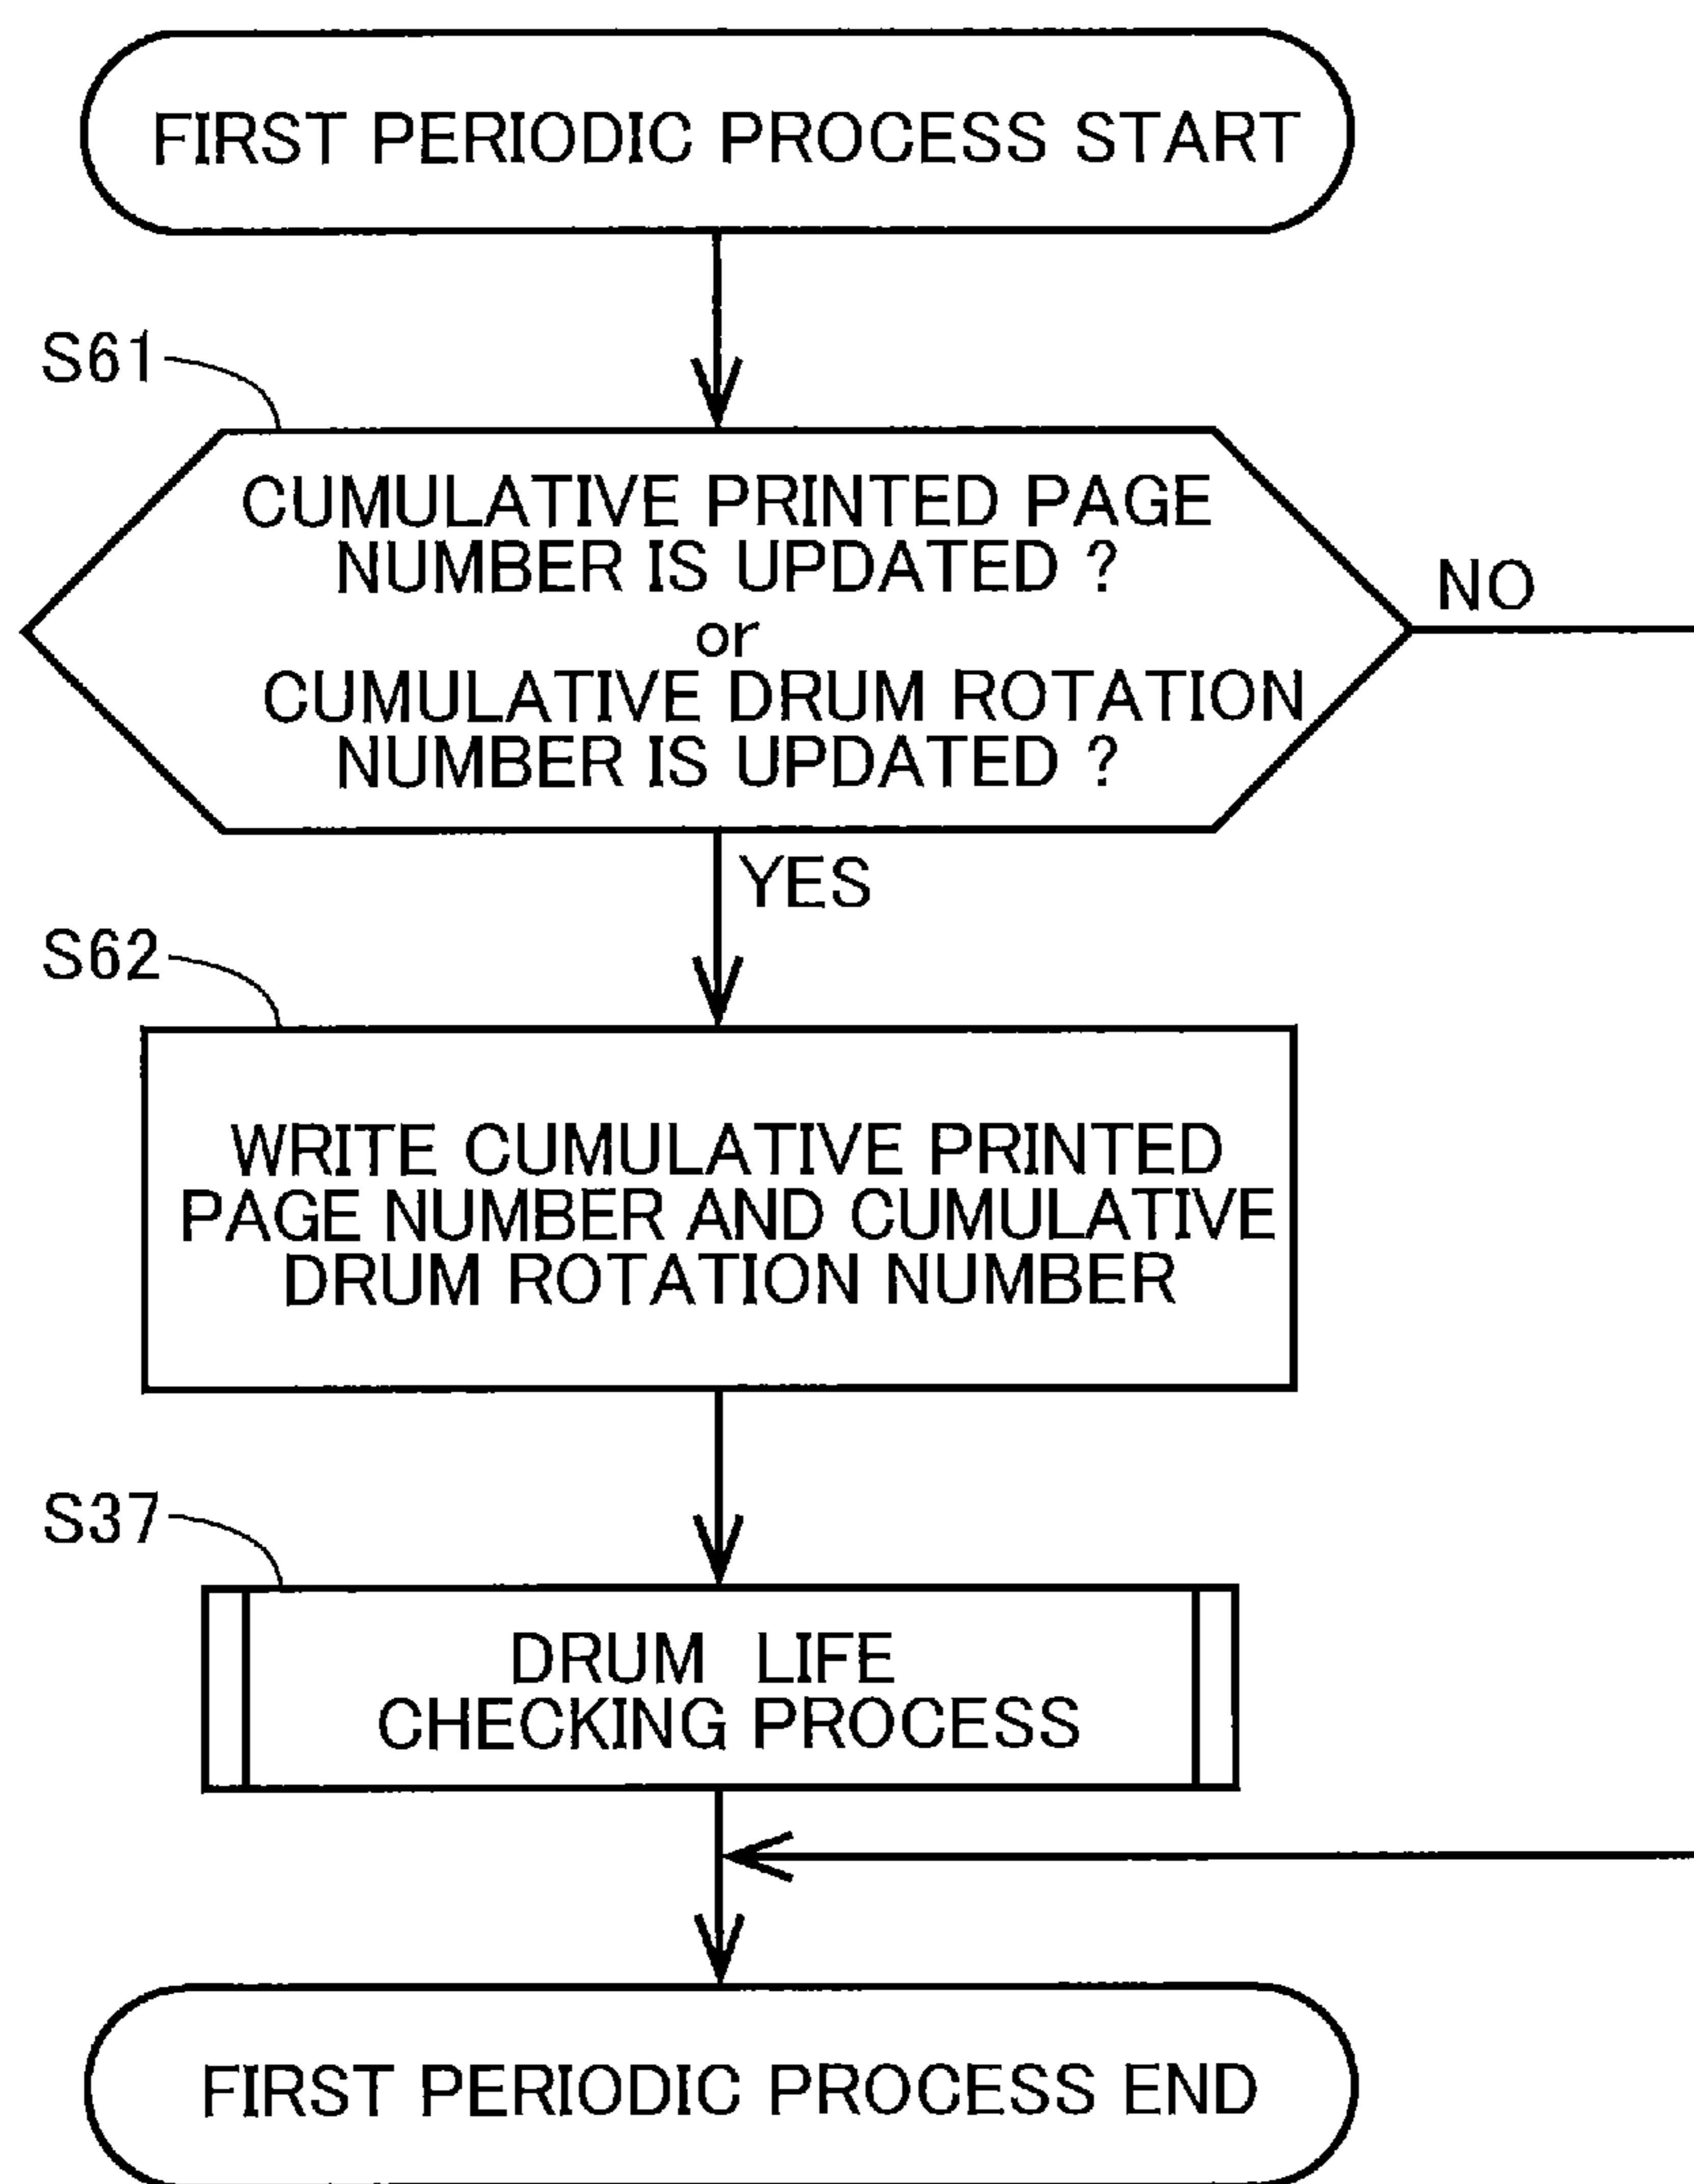 FIRST PERIODIC PROCESS START
S61
CUMULATIVE PRINTED PAGE
NUMBER IS UPDATED ?
or
CUMULATIVE DRUM ROTATION
NUMBER IS UPDATED ?
NO
YES
S62
WRITE CUMULATIVE PRINTED
PAGE NUMBER AND CUMULATIVE
DRUM ROTATION NUMBER
S37
DRUM LIFE
CHECKING PROCESS
FIRST PERIODIC PROCESS END